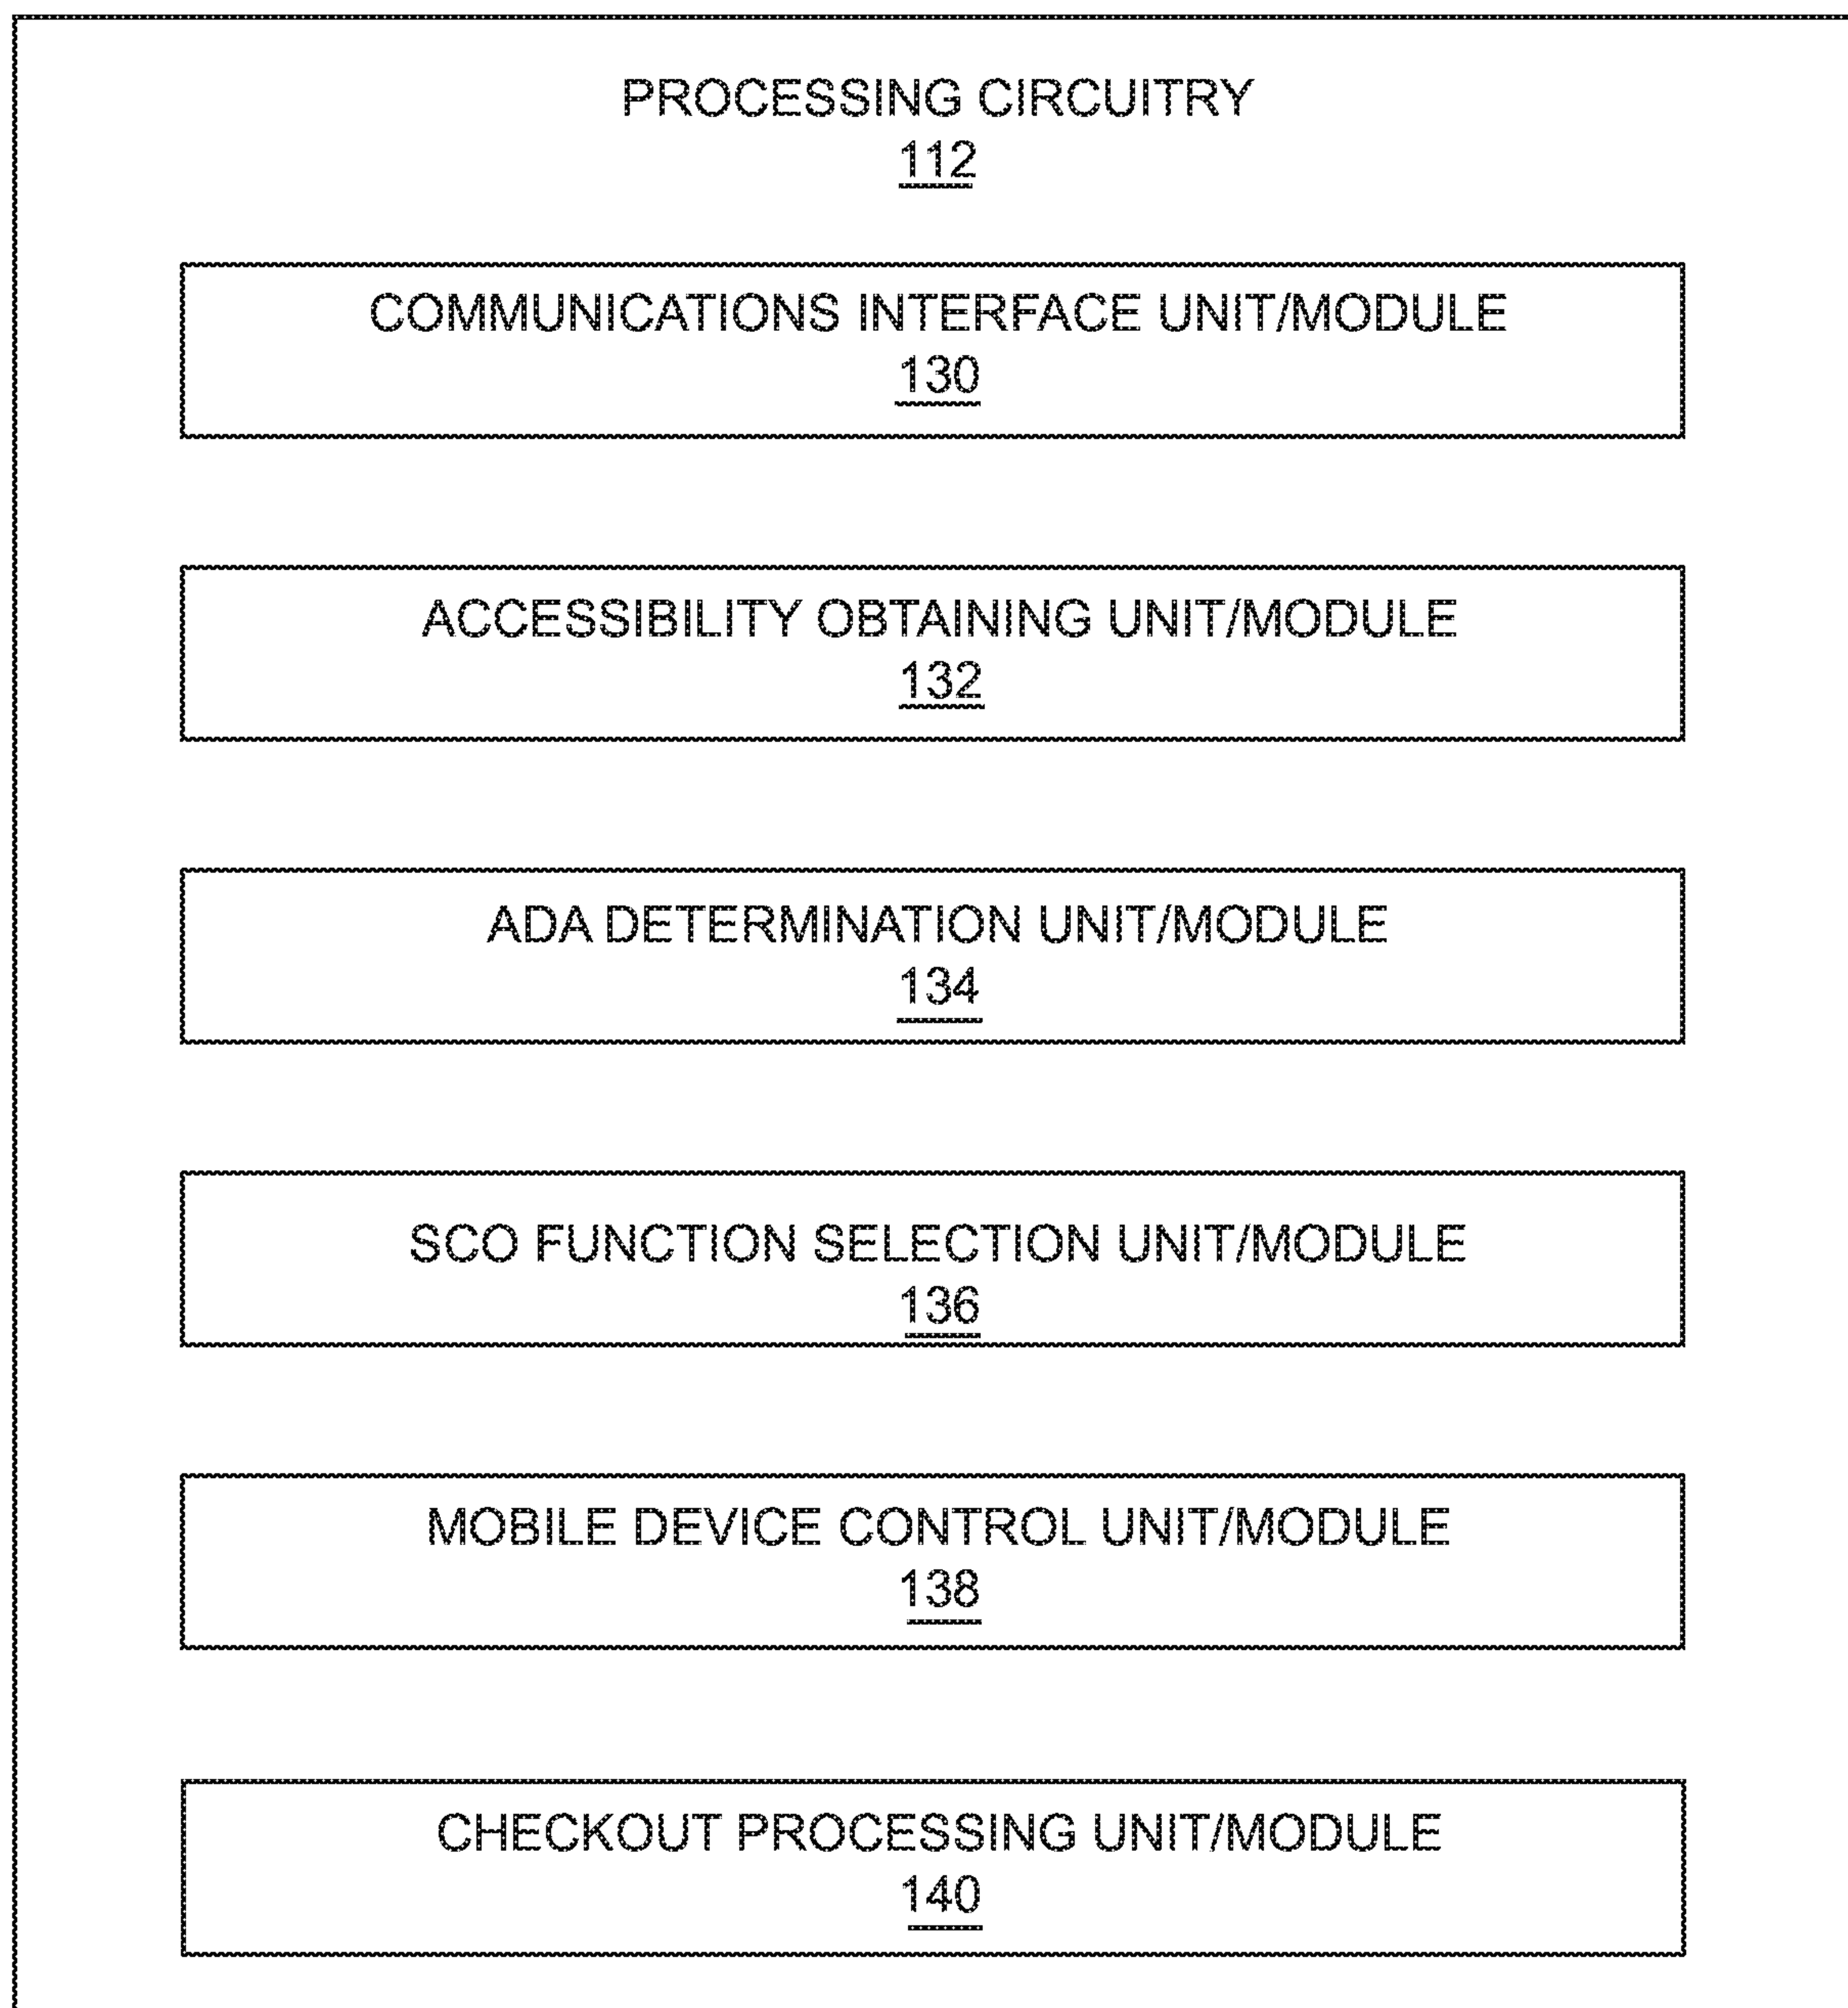 PROCESSING CIRCUITRY
112
COMMUNICATIONS INTERFACE UNIT/MODULE
130
ACCESSIBILITY OBTAINING UNIT/MODULE
132
ADA DETERMINATION UNIT/MODULE
134
SCO FUNCTION SELECTION UNIT/MODULE
136
MOBILE DEVICE CONTROL UNIT/MODULE
138
CHECKOUT PROCESSING UNIT/MODULE
140